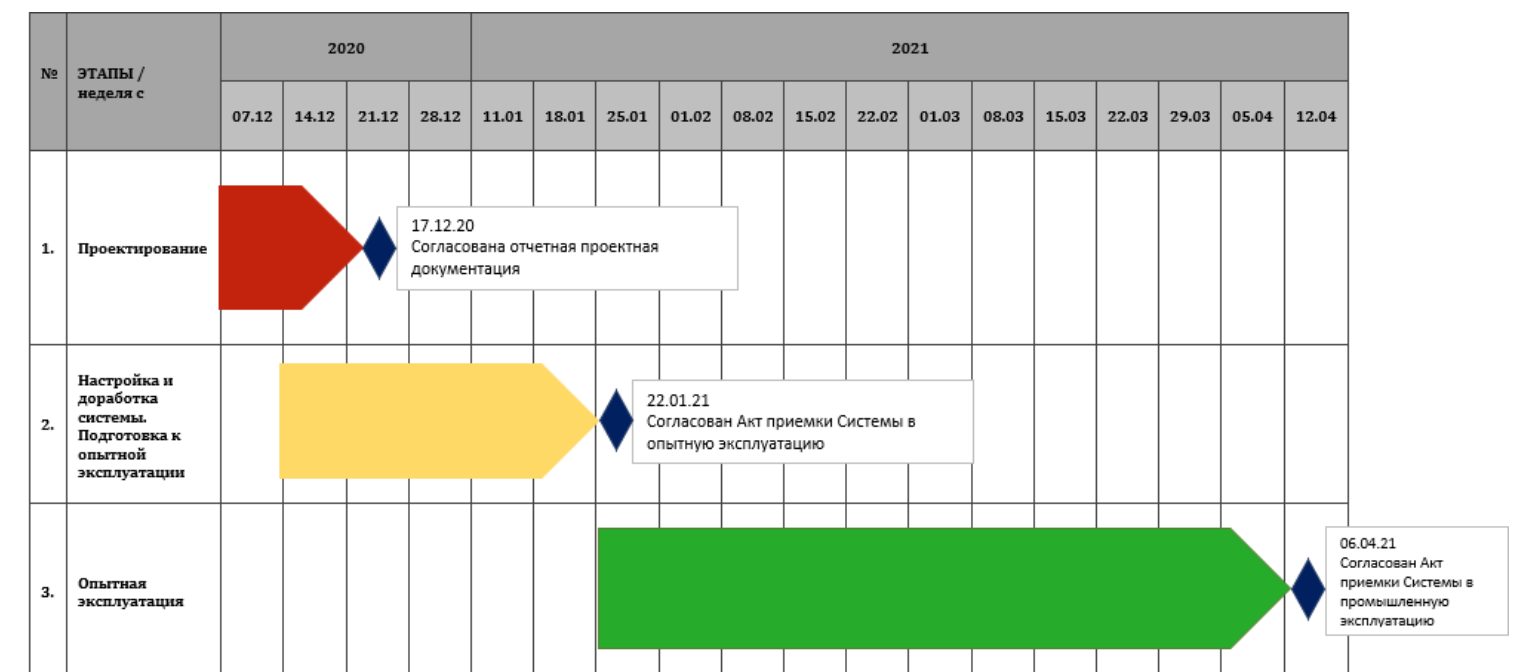 №
ЭТАПЫ /
неделя с
2020
2021
07.12
14.12
21.12
28.12
11.01
18.01
25.01
01.02
08.02
15.02
22.02
01.03
08.03
15.03
22.03
29.03
05.04
12.04
1.
Проектирование
17.12.20
Согласована отчетная проектная
документация
2.
Настройка и
доработка
системы.
Подготовка к
опытной
эксплуатации
22.01.21
Согласован Акт приемки Системы в
опытную эксплуатацию
3.
Опытная
эксплуатация
06.04.21
Согласован Акт
приемки Системы в
промышленную
эксплуатацию